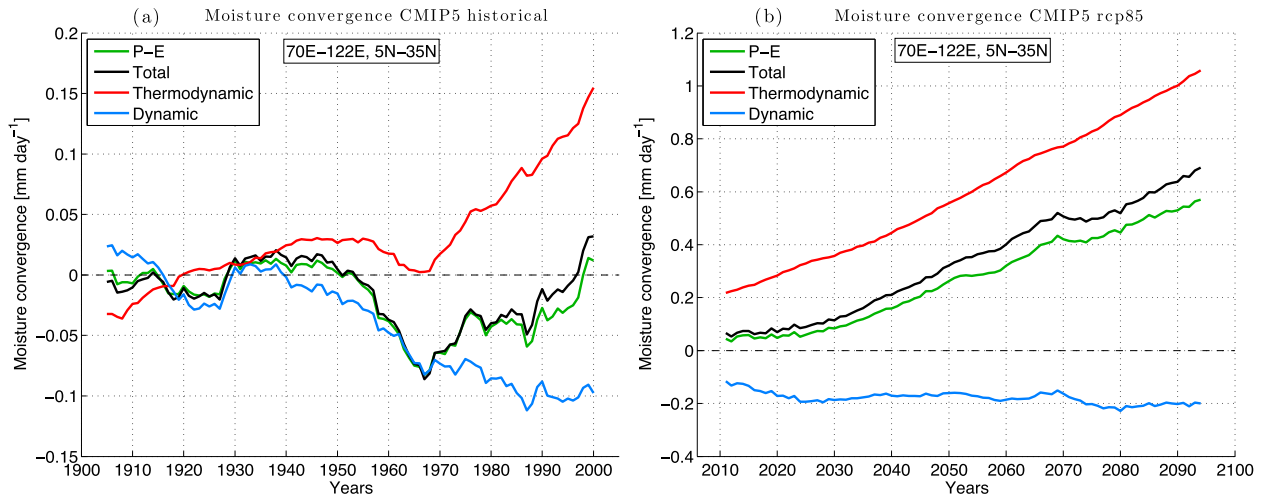 (a) Moisture convergence CMIP5 historical
70E−122E, 5N−35N
P−E
Total
Thermodynamic
Dynamic
Moisture convergence [mm day−1]
0.2
0.15
0.1
0.05
0
−0.05
−0.1
−0.15
1900 1910 1920 1930 1940 1950 1960 1970 1980 1990 2000
Years
(b) Moisture convergence CMIP5 rcp85
70E−122E, 5N−35N
P−E
Total
Thermodynamic
Dynamic
Moisture convergence [mm day−1]
1
0.8
0.6
0.4
0.2
0
−0.2
−0.4
2010 2020 2030 2040 2050 2060 2070 2080 2090 2100
Years